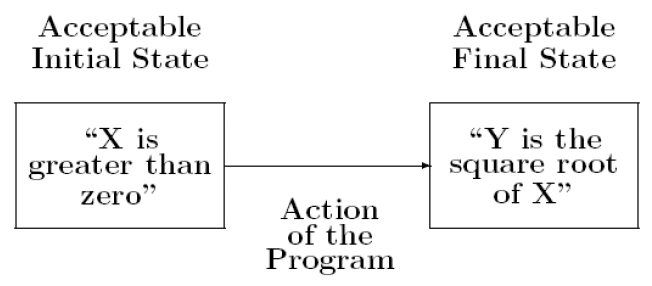 Acceptable
Initial State
Acceptable
Final State
“X is
greater than
zero”
“Y is the
square root
of X”
Action
of the
Program